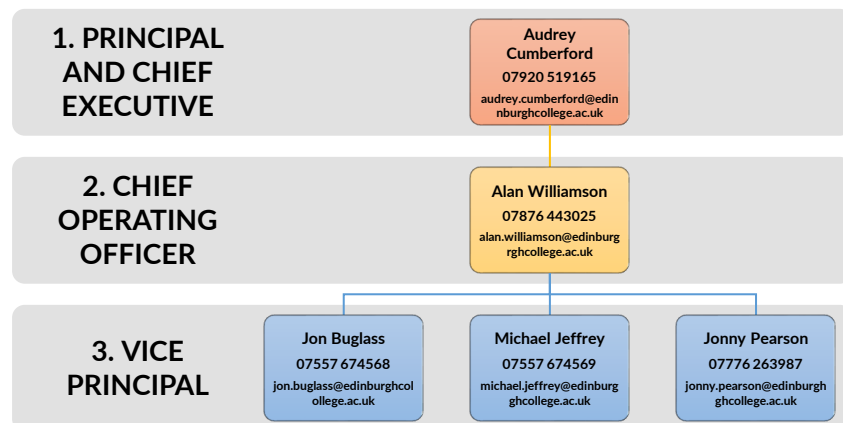 1. PRINCIPAL
AND CHIEF
EXECUTIVE
Audrey
Cumberford
07920 519165
audrey.cumberford@edin
nburghcollege.ac.uk
2. CHIEF
OPERATING
OFFICER
Alan Williamson
07876 443025
alan.williamson@edinburg
rghcollege.ac.uk
3. VICE
PRINCIPAL
Jon Buglass
07557 674568
jon.buglass@edinburghcol
ollege.ac.uk
Michael Jeffrey
07557 674569
michael.jeffrey@edinburg
ghcollege.ac.uk
Jonny Pearson
07776 263987
jonny.pearson@edinburgh
ghcollege.ac.uk